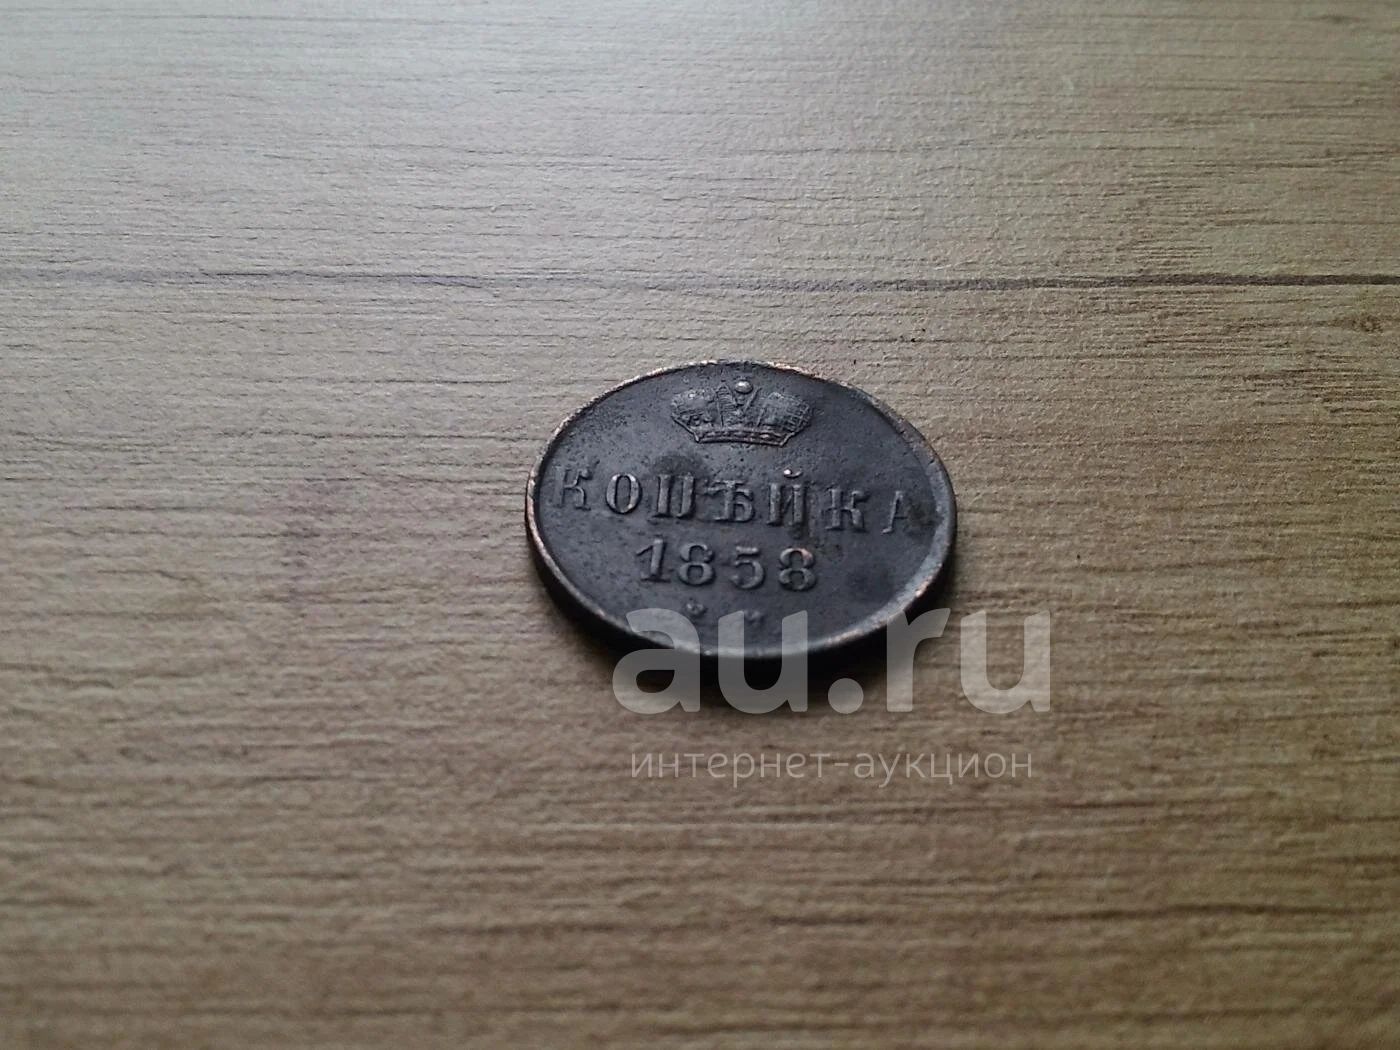 КОПѢЙКА
1858
au.ru
интернет-аукцион